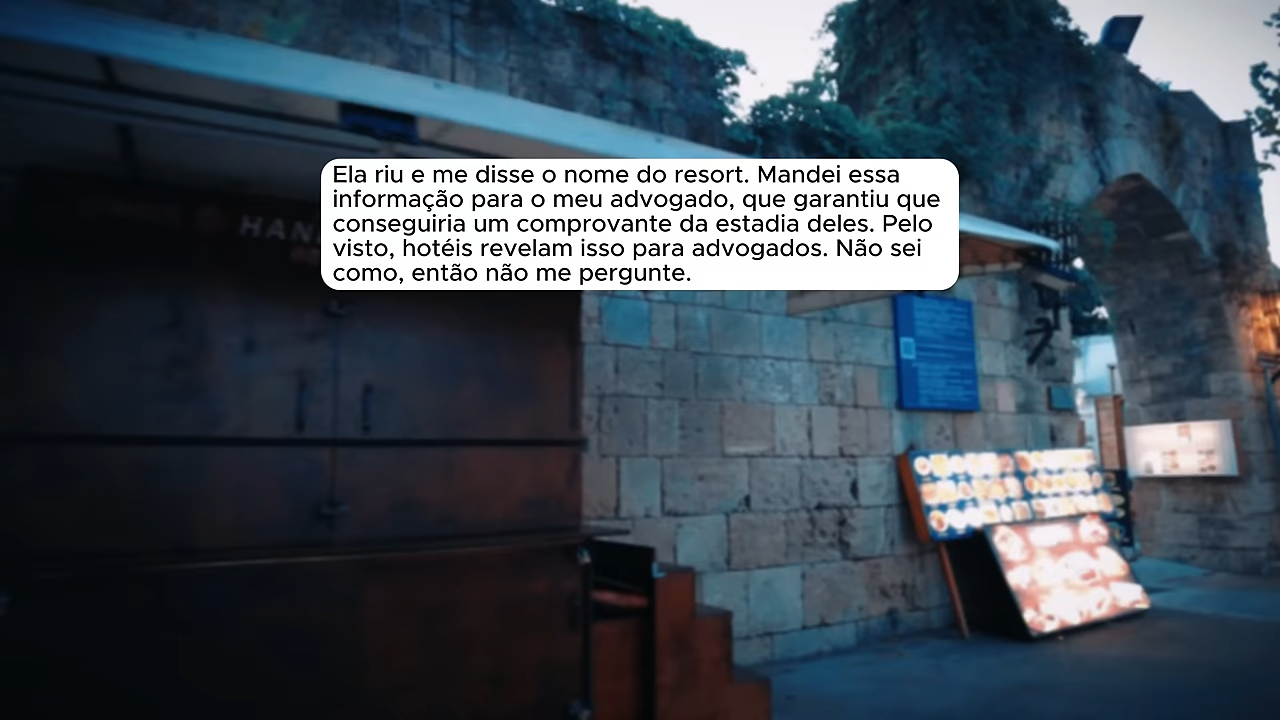 Ela riu e me disse o nome do resort. Mandei essa
informação para o meu advogado, que garantiu que
conseguiria um comprovante da estadia deles. Pelo
visto, hotéis revelam isso para advogados. Não sei
como, então não me pergunte.
HAN